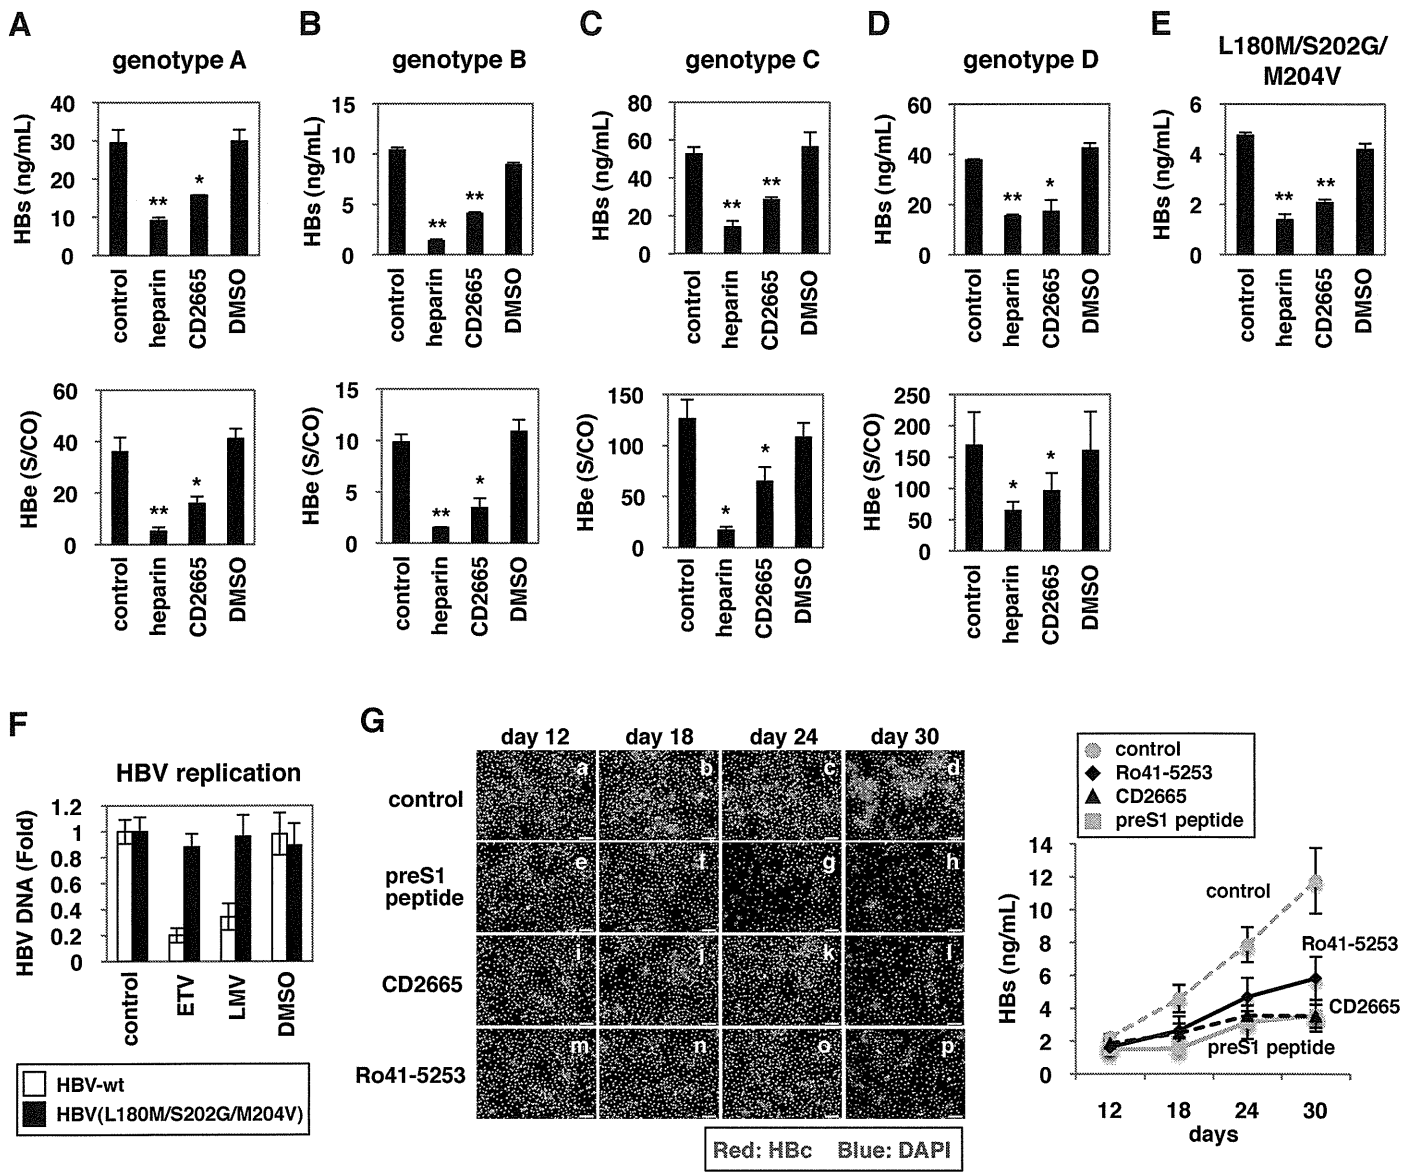 A
genotype A
HBs (ng/mL)
40
30
20
10
0
**
*
control
heparin
CD2665
DMSO
HBe (S/CO)
60
40
20
0
**
*
control
heparin
CD2665
DMSO
B
genotype B
HBs (ng/mL)
15
10
5
0
**
**
control
heparin
CD2665
DMSO
HBe (S/CO)
15
10
5
0
**
*
control
heparin
CD2665
DMSO
C
genotype C
HBs (ng/mL)
80
60
40
20
0
**
**
control
heparin
CD2665
DMSO
HBe (S/CO)
150
100
50
0
*
*
control
heparin
CD2665
DMSO
D
genotype D
HBs (ng/mL)
60
40
20
0
**
*
control
heparin
CD2665
DMSO
HBe (S/CO)
250
200
150
100
50
0
*
*
control
heparin
CD2665
DMSO
E
L180M/S202G/
M204V
HBs (ng/mL)
6
4
2
0
**
**
control
heparin
CD2665
DMSO
F
HBV replication
HBV DNA (Fold)
1.2
1
0.8
0.6
0.4
0.2
0
control
ETV
LMV
DMSO
HBV-wt
HBV(L180M/S202G/M204V)
G
day 12
day 18
day 24
day 30
control
a
b
c
d
preS1
peptide
e
f
g
h
CD2665
i
j
k
l
Ro41-5253
m
n
o
p
Red: HBc
Blue: DAPI
control
Ro41-5253
CD2665
preS1 peptide
HBs (ng/mL)
14
12
10
8
6
4
2
0
control
Ro41-5253
CD2665
preS1 peptide
12
18
24
30
days